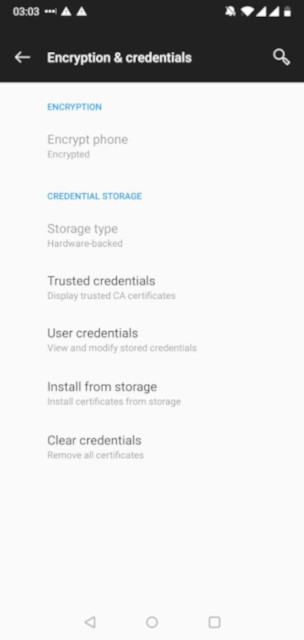 03:03
Encryption & credentials
ENCRYPTION
Encrypt phone
Encrypted
CREDENTIAL STORAGE
Storage type
Hardware-backed
Trusted credentials
Display trusted CA certificates
User credentials
View and modify stored credentials
Install from storage
Install certificates from storage
Clear credentials
Remove all certificates